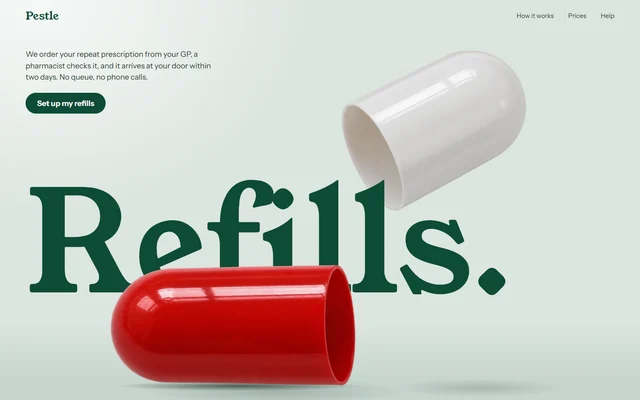 Pestle
How it works Prices Help
We order your repeat prescription from your GP, a
pharmacist checks it, and it arrives at your door within
two days. No queue, no phone calls.
Set up my refills
Refills.